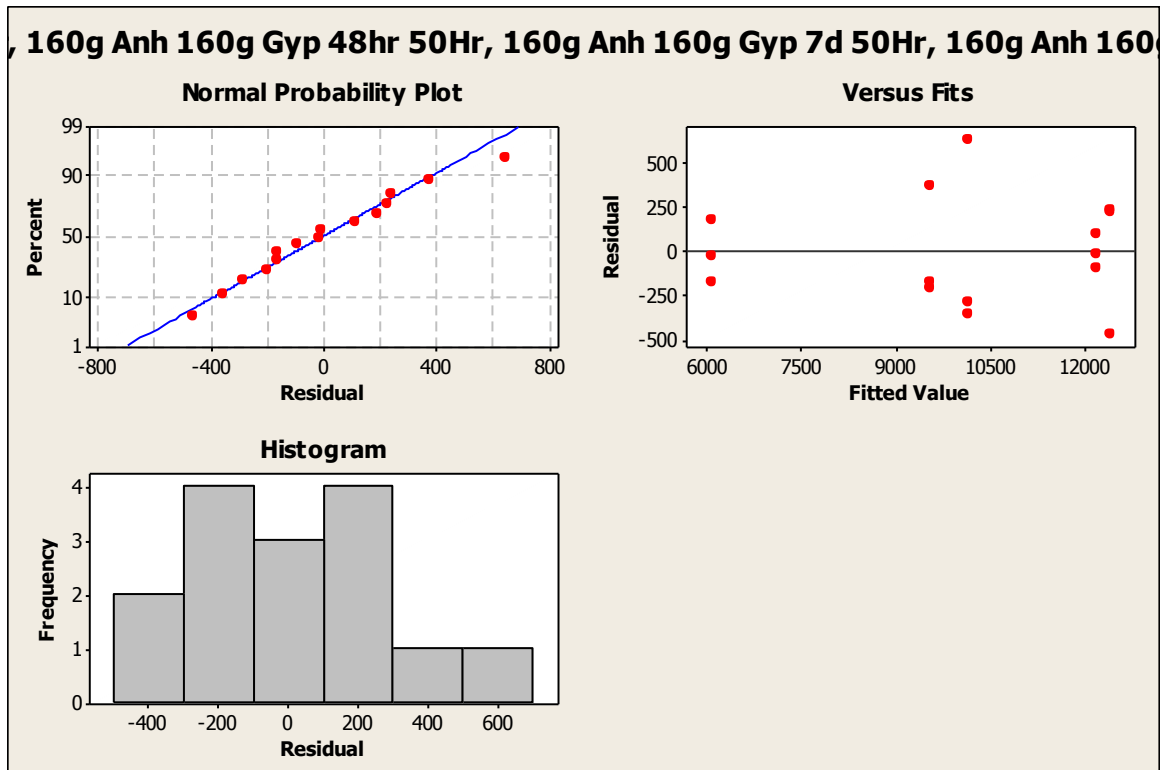 , 160g Anh 160g Gyp 48hr 50Hr, 160g Anh 160g Gyp 7d 50Hr, 160g Anh 160g
Normal Probability Plot
99
90
50
10
1
Percent
-800 -400 0 400 800
Residual
Versus Fits
500
250
0
-250
-500
Residual
6000 7500 9000 10500 12000
Fitted Value
Histogram
4
3
2
1
0
Frequency
-400 -200 0 200 400 600
Residual